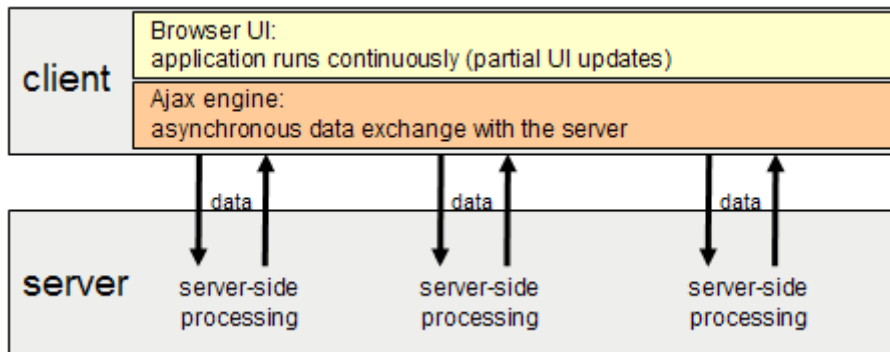 Browser UI:
application runs continuously (partial UI updates)
client
Ajax engine:
asynchronous data exchange with the server
data
data
data
server
server-side
processing
server-side
processing
server-side
processing